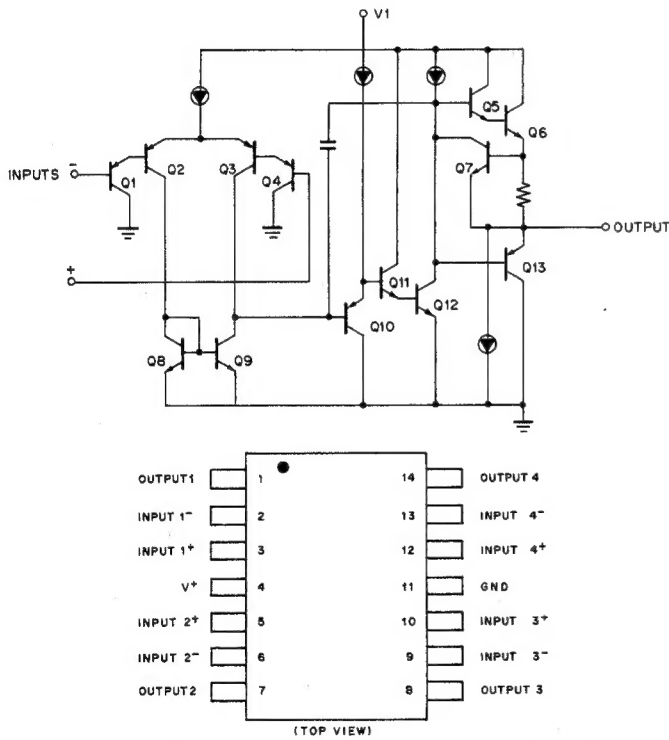 V1
Q5
Q6
INPUTS
-
Q1
Q2
Q3
Q4
Q7
OUTPUT
+
Q11
Q12
Q13
Q10
Q8
Q9
OUTPUT1 1 14 OUTPUT 4
INPUT 1- 2 13 INPUT 4-
INPUT 1+ 3 12 INPUT 4+
V+ 4 11 GND
INPUT 2+ 5 10 INPUT 3+
INPUT 2- 6 9 INPUT 3-
OUTPUT2 7 8 OUTPUT 3
(TOP VIEW)